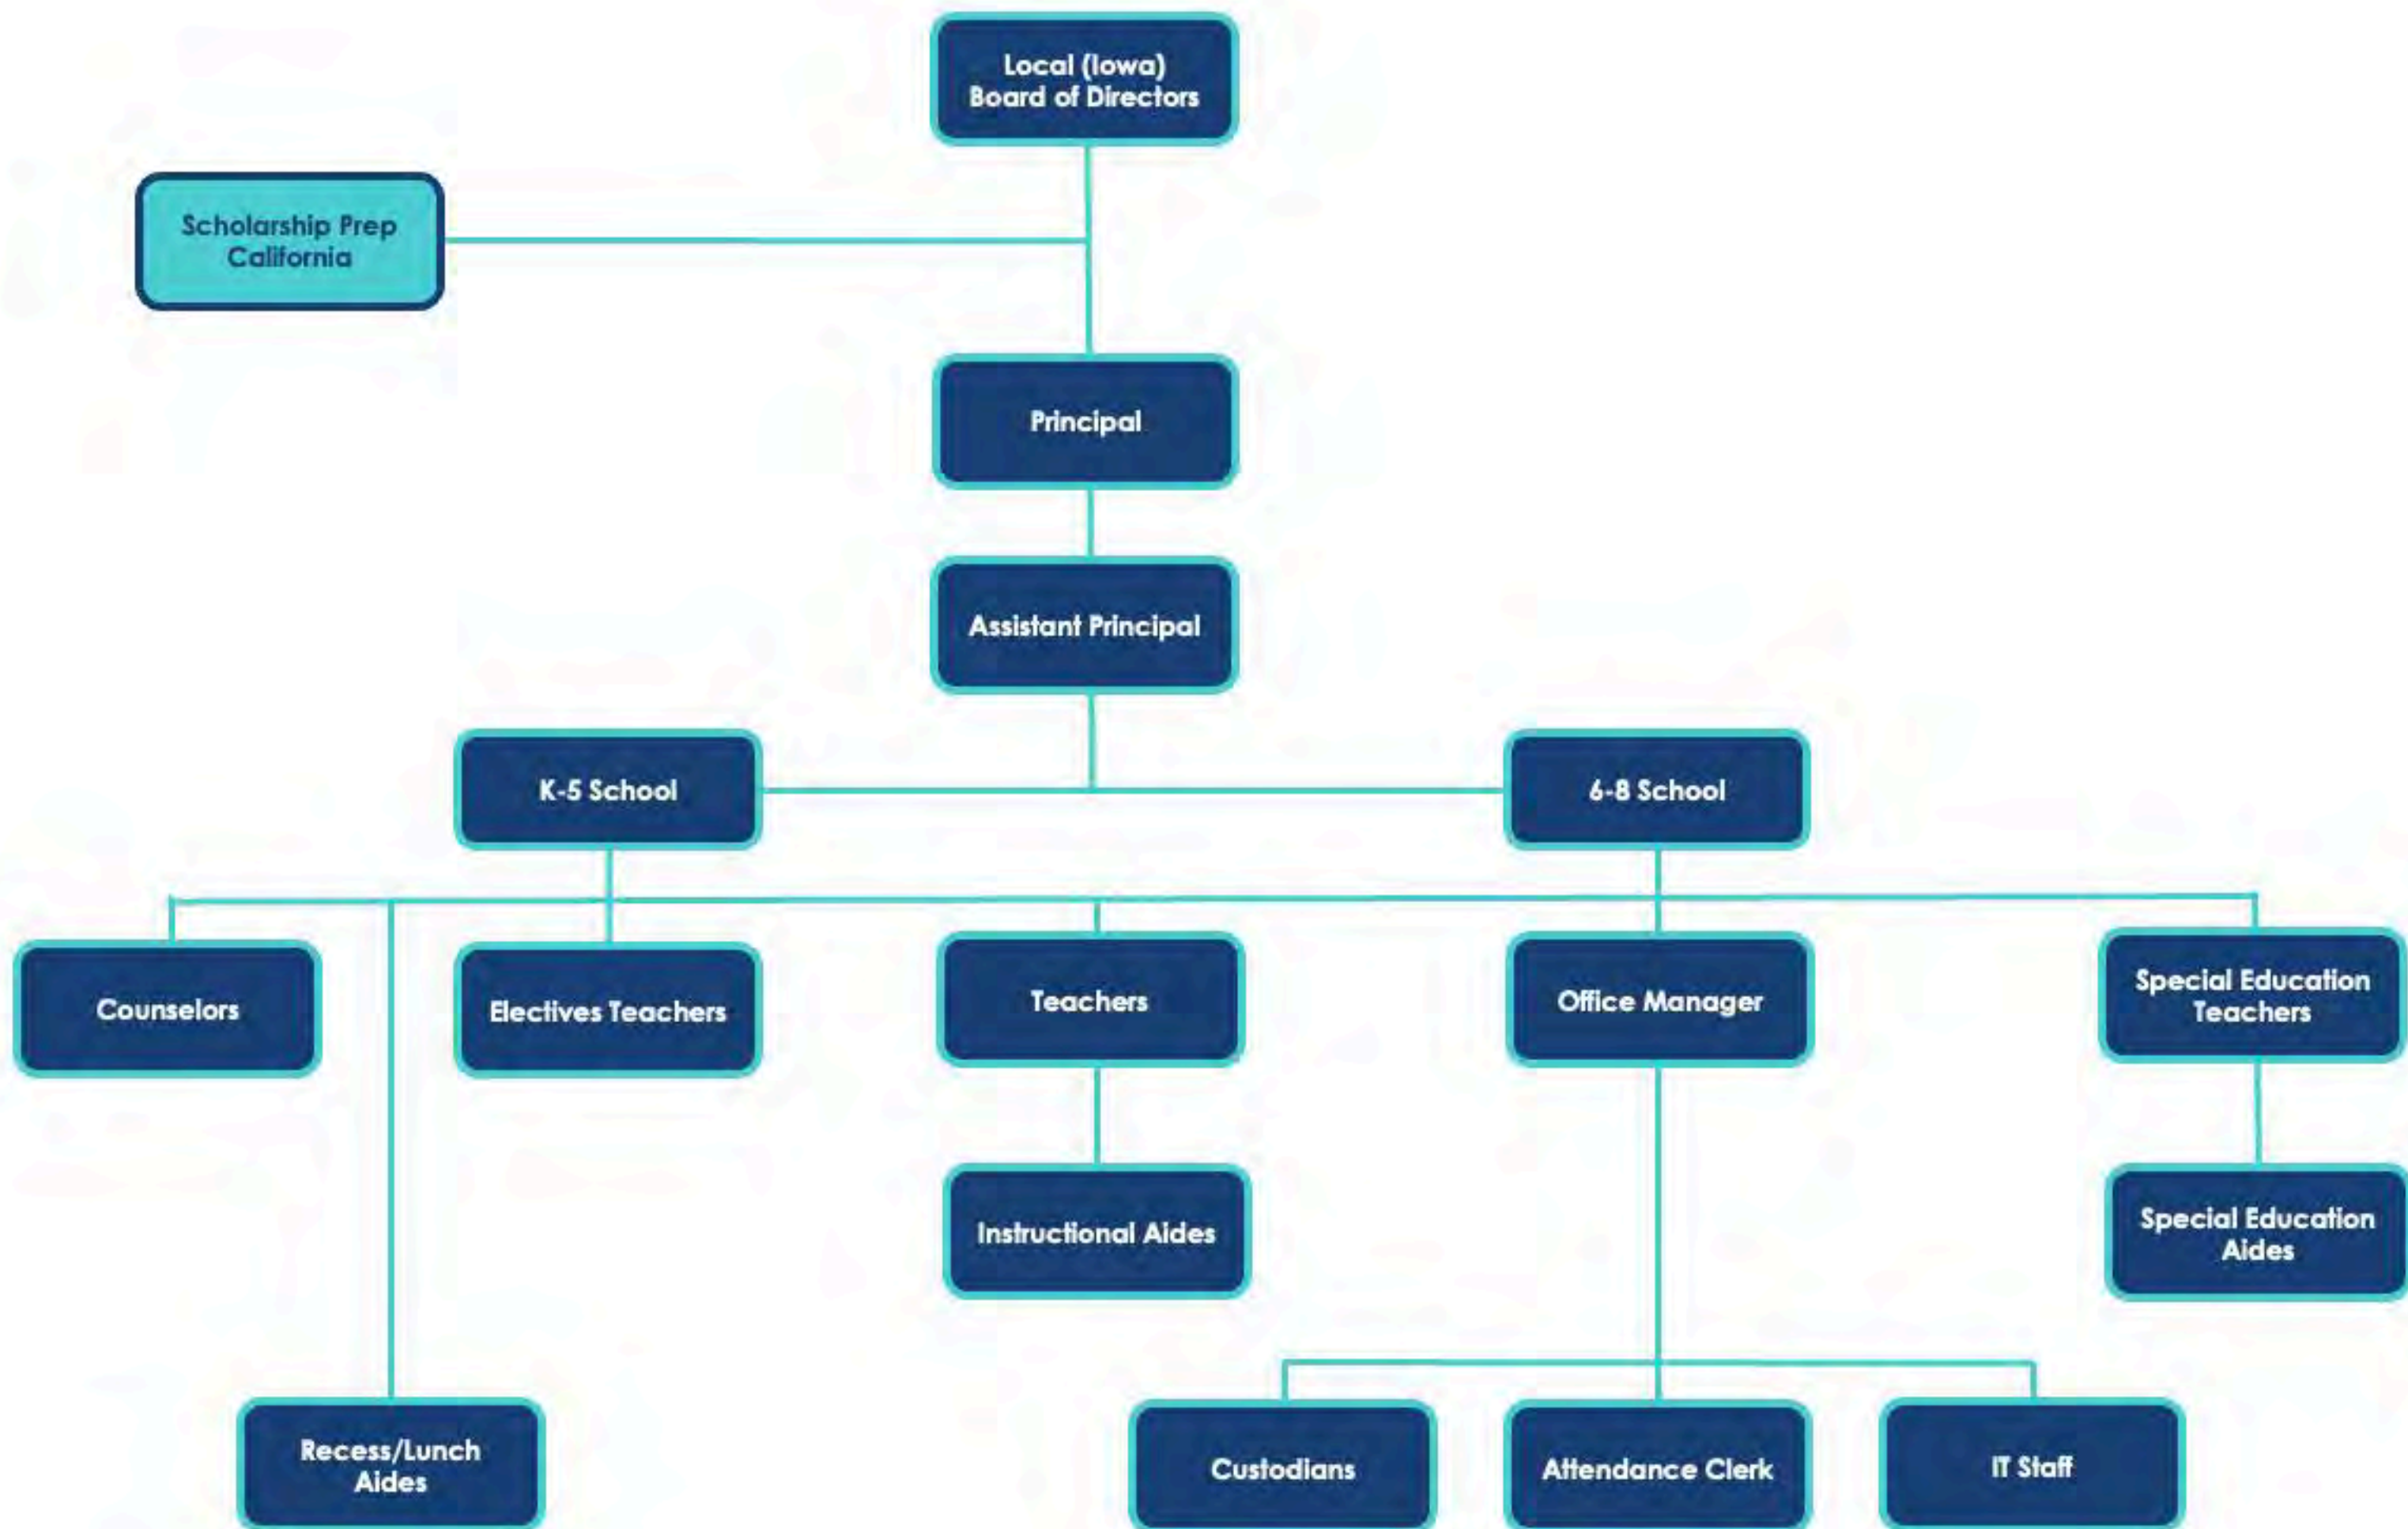 Local (Iowa)
Board of Directors
Scholarship Prep
California
Principal
Assistant Principal
K-5 School
6-8 School
Counselors
Electives Teachers
Teachers
Office Manager
Special Education
Teachers
Instructional Aides
Special Education
Aides
Recess/Lunch
Aides
Custodians
Attendance Clerk
IT Staff